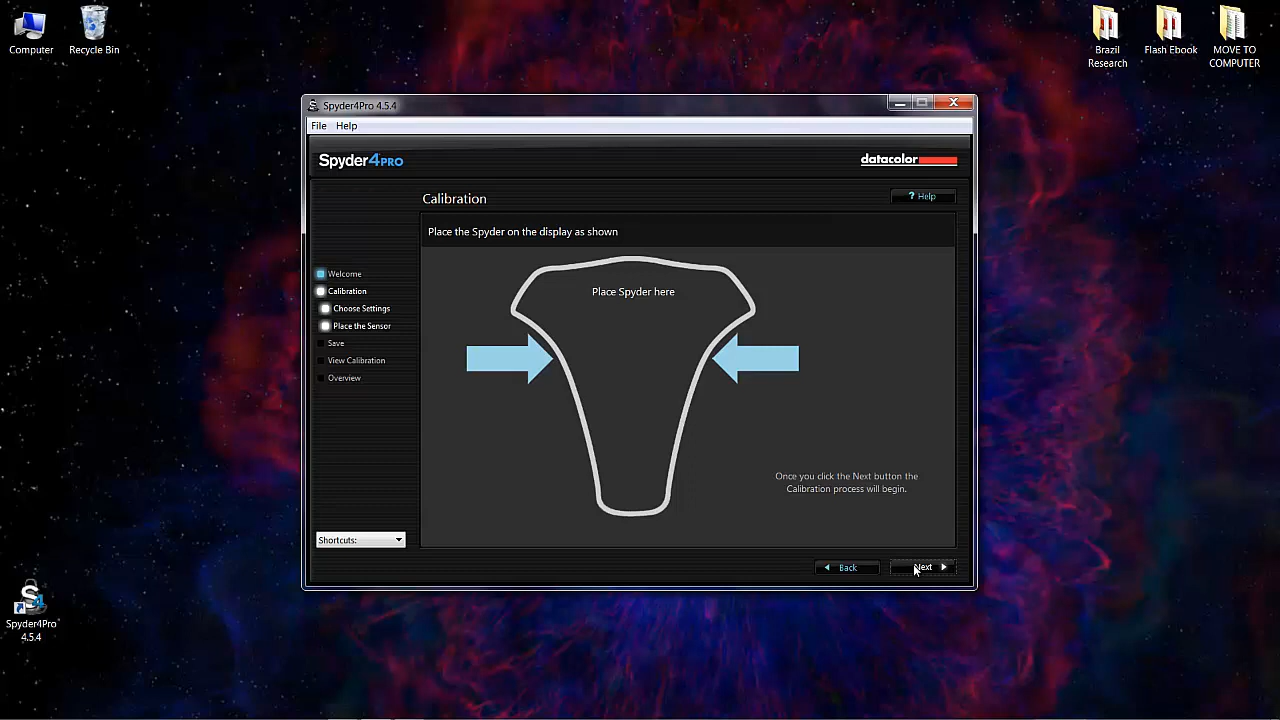 Computer
Recycle Bin
Brazil
Research
Flash Ebook
MOVE TO
COMPUTER
Spyder4Pro 4.5.4
File Help
Spyder4PRO
datacolor
Calibration
? Help
Place the Spyder on the display as shown
Welcome
Calibration
Choose Settings
Place the Sensor
Save
View Calibration
Overview
Place Spyder here
Once you click the Next button the
Calibration process will begin.
Shortcuts:
Back
Next
Spyder4Pro
4.5.4